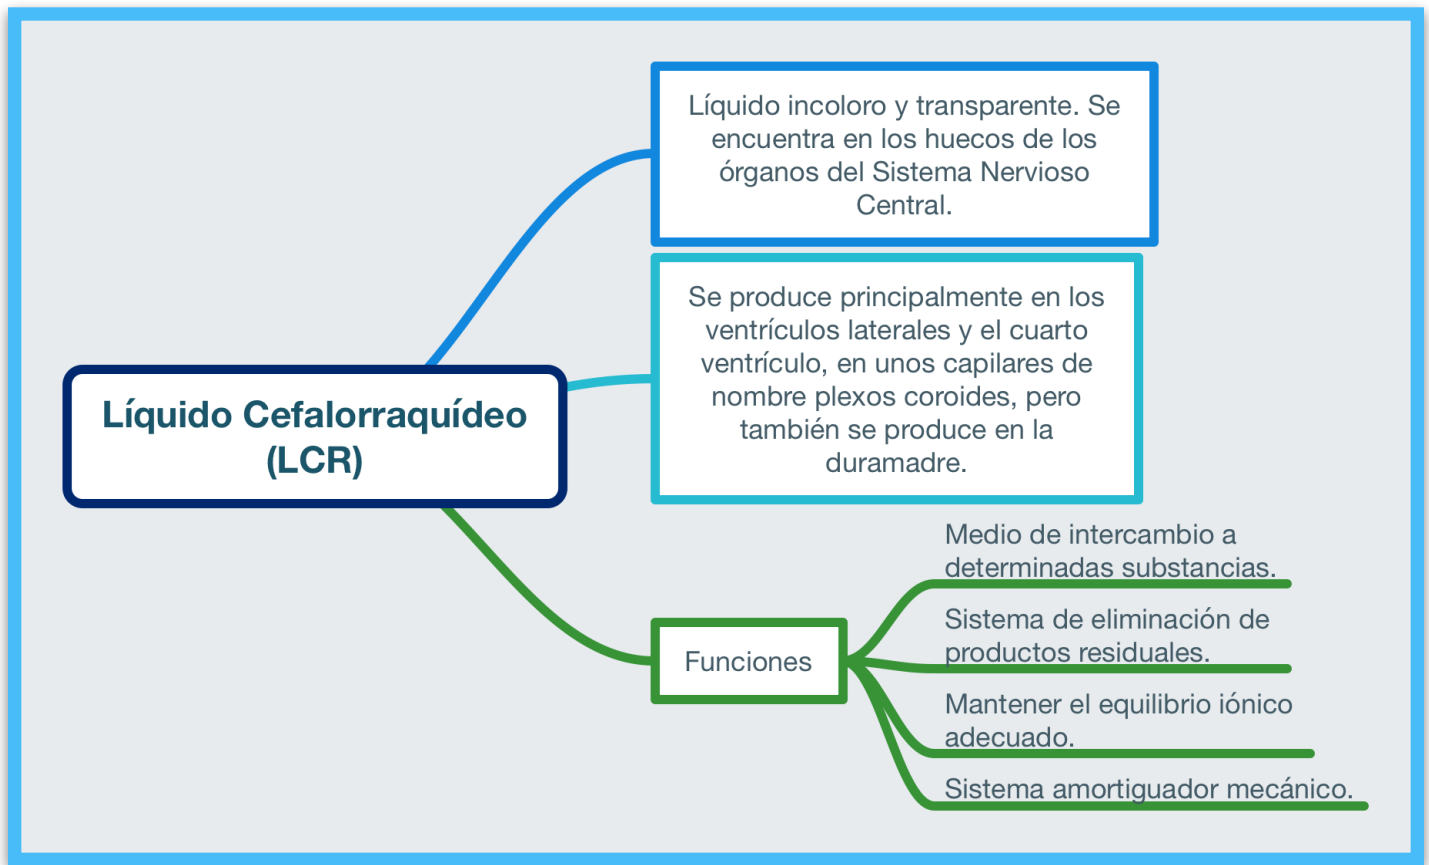 Líquido Cefalorraquídeo
(LCR)
Líquido incoloro y transparente. Se
encuentra en los huecos de los
órganos del Sistema Nervioso
Central.
Se produce principalmente en los
ventrículos laterales y el cuarto
ventrículo, en unos capilares de
nombre plexos coroides, pero
también se produce en la
duramadre.
Funciones
Medio de intercambio a
determinadas substancias.
Sistema de eliminación de
productos residuales.
Mantener el equilibrio iónico
adecuado.
Sistema amortiguador mecánico.